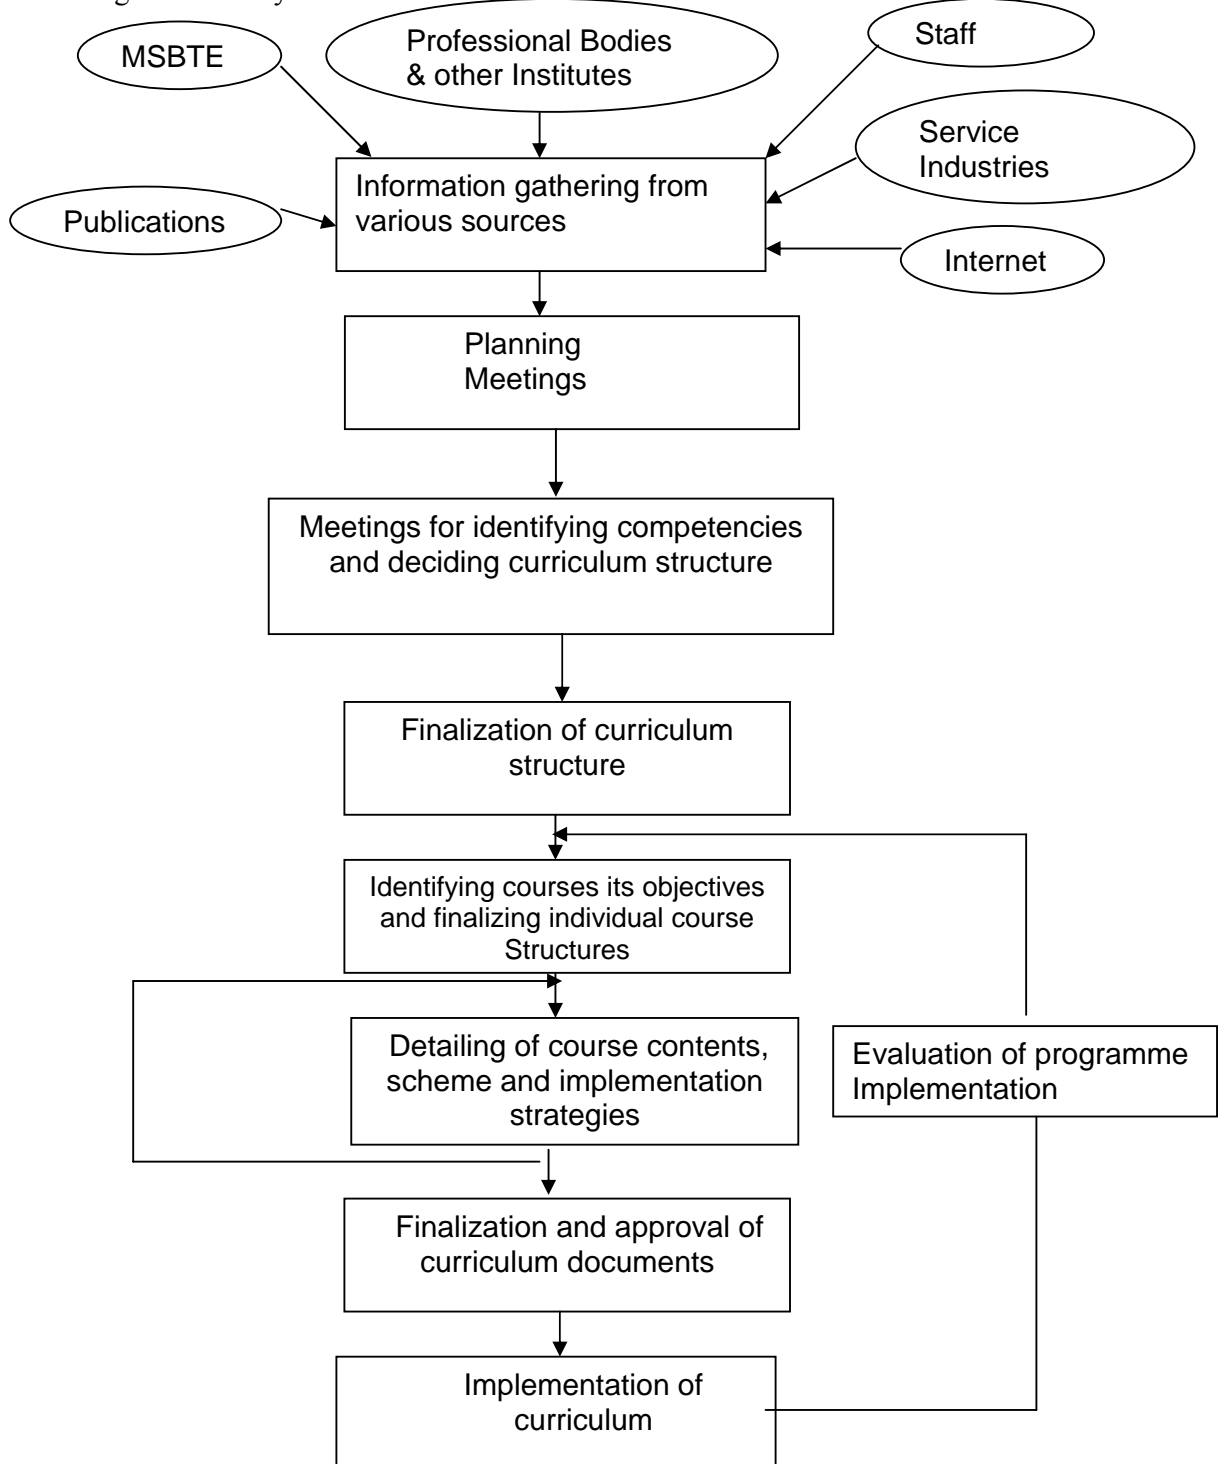 MSBTE
Professional Bodies
& other Institutes
Staff
Service
Industries
Information gathering from
various sources
Publications
Internet
Planning
Meetings
Meetings for identifying competencies
and deciding curriculum structure
Finalization of curriculum
structure
Identifying courses its objectives
and finalizing individual course
Structures
Detailing of course contents,
scheme and implementation
strategies
Evaluation of programme
Implementation
Finalization and approval of
curriculum documents
Implementation of
curriculum